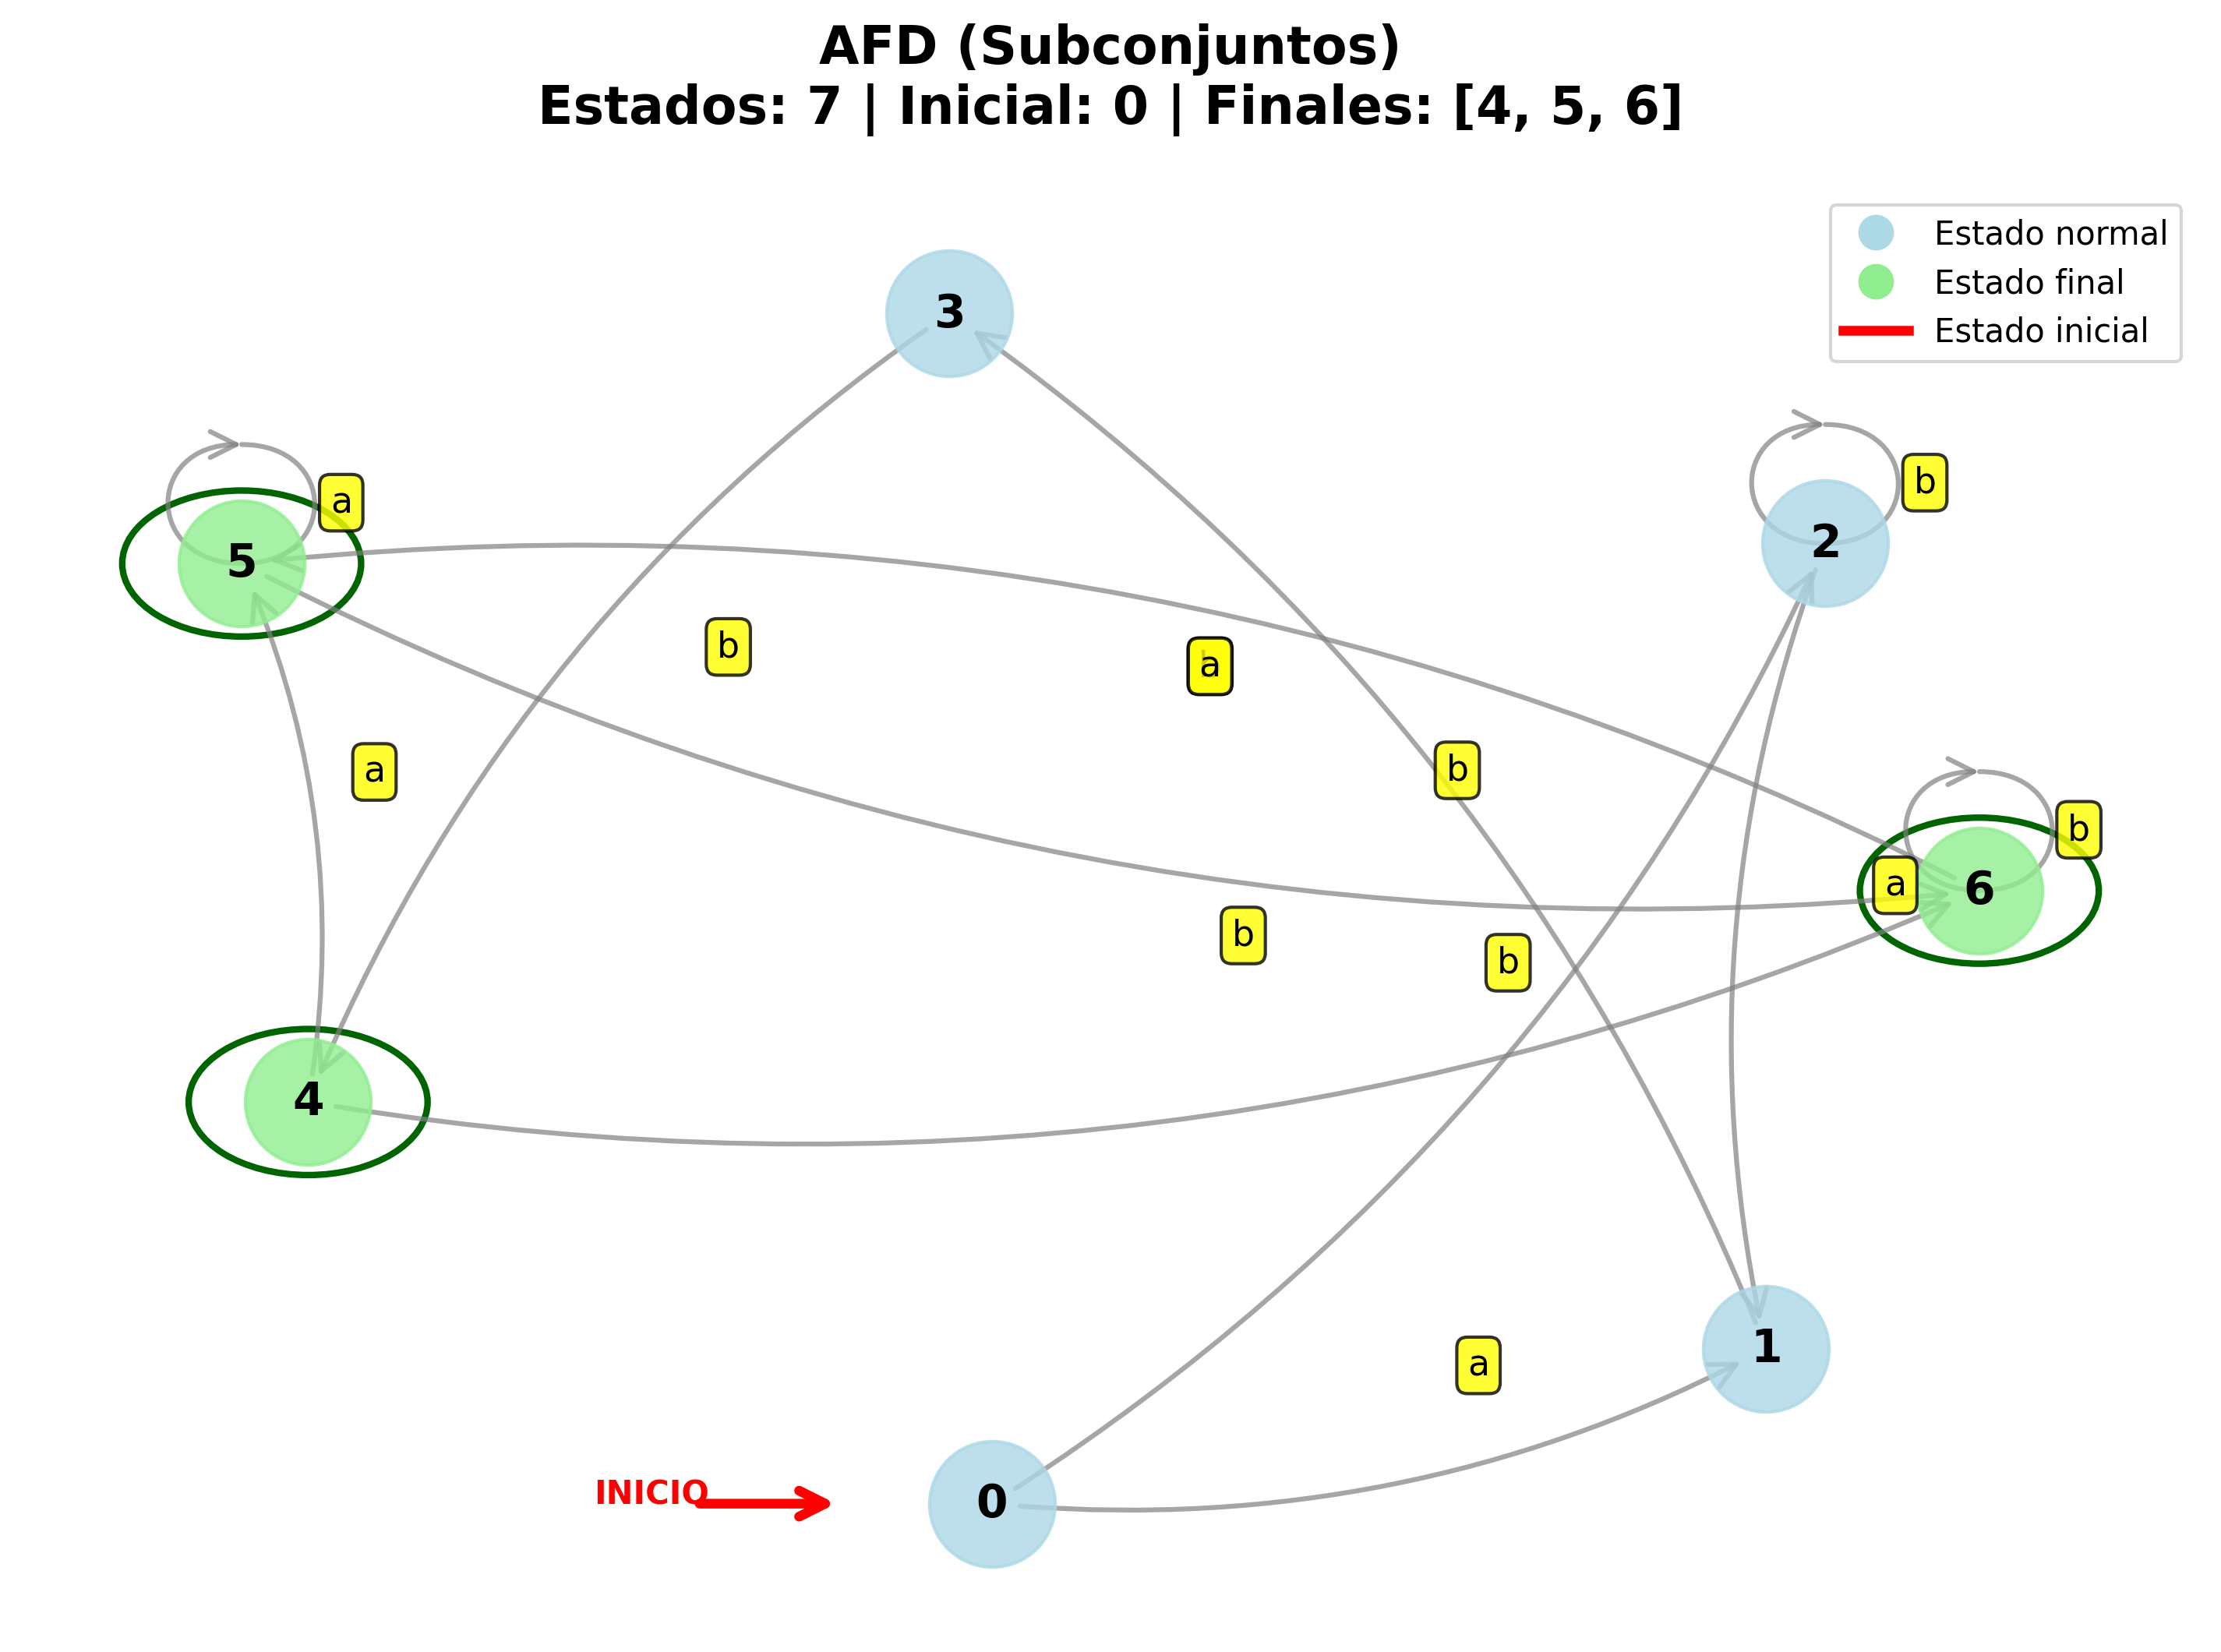 AFD (Subconjuntos)
Estados: 7 | Inicial: 0 | Finales: [4, 5, 6]
Estado normal
Estado final
Estado inicial
3
b
a
2
5
b
a
b
a
b
a
6
b
b
4
1
a
INICIO
0